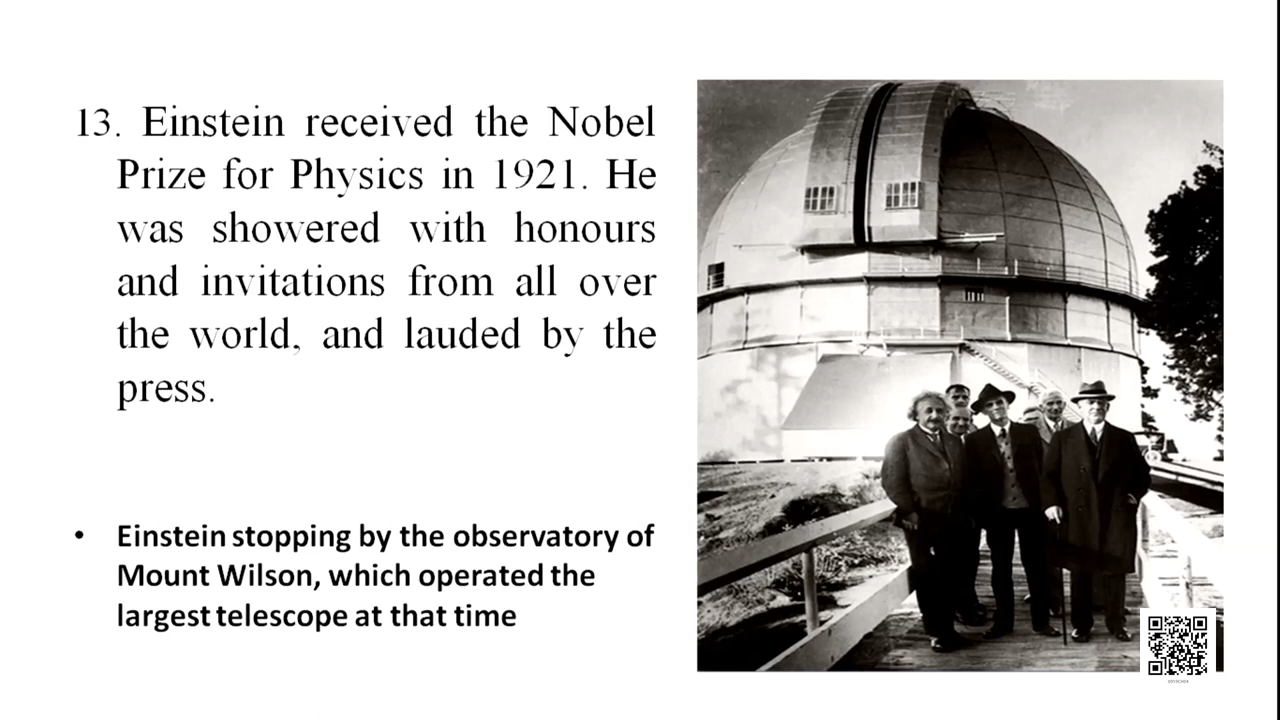 13. Einstein received the Nobel
Prize for Physics in 1921. He
was showered with honours
and invitations from all over
the world, and lauded by the
press.
• Einstein stopping by the observatory of
Mount Wilson, which operated the
largest telescope at that time